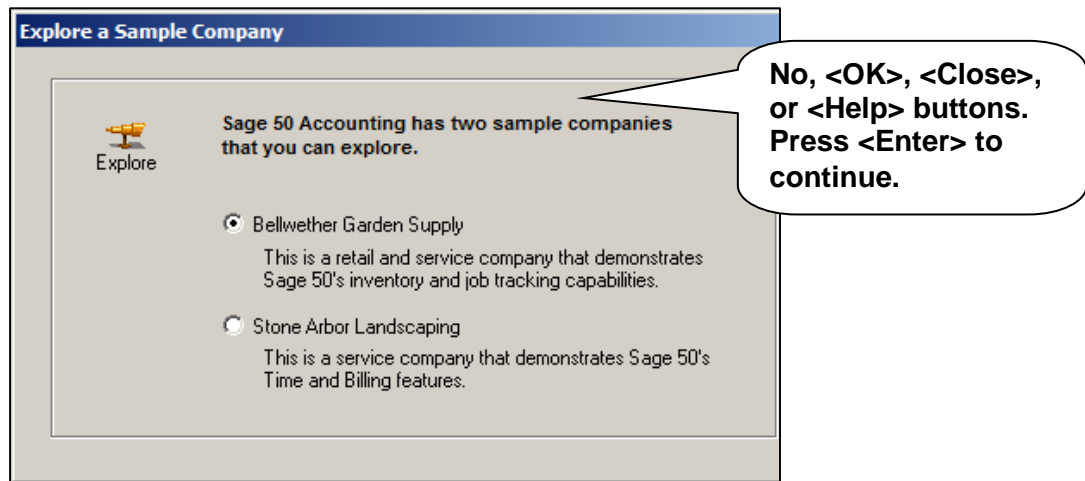 Explore a Sample Company
No, <OK>, <Close>,
or <Help> buttons.
Press <Enter> to
continue.
Explore
Sage 50 Accounting has two sample companies
that you can explore.
Bellwether Garden Supply
This is a retail and service company that demonstrates
Sage 50's inventory and job tracking capabilities.
Stone Arbor Landscaping
This is a service company that demonstrates Sage 50's
Time and Billing features.